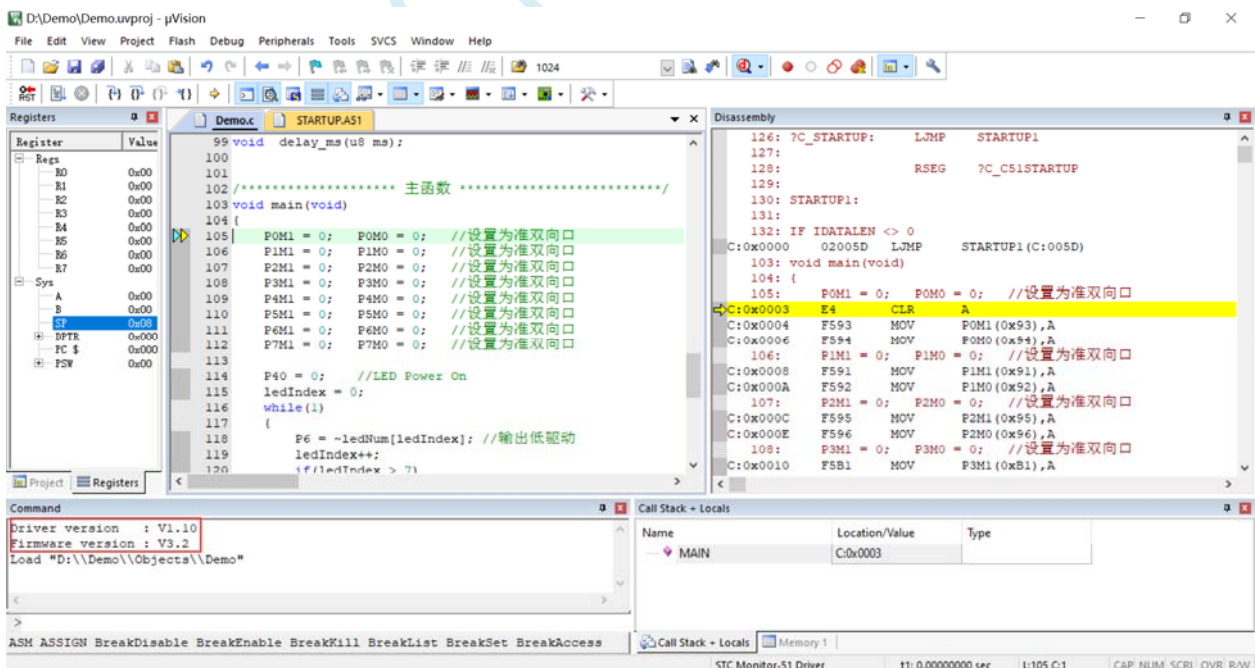 D:\Demo\Demo.uvproj - µVision
File Edit View Project Flash Debug Peripherals Tools SVCS Window Help
1024
RST
Registers
Register Value
Regs
R0 0x00
R1 0x00
R2 0x00
R3 0x00
R4 0x00
R5 0x00
R6 0x00
R7 0x00
Sys
A 0x00
B 0x00
SP 0x08
DPTR 0x000
PC $ 0x000
PSW 0x00
Project Registers
Demo.c STARTUP.A51
99 void delay_ms(u8 ms);
100
101
102 /******************** 主函数 **************************/
103 void main(void)
104 {
105 P0M1 = 0; P0M0 = 0; //设置为准双向口
106 P1M1 = 0; P1M0 = 0; //设置为准双向口
107 P2M1 = 0; P2M0 = 0; //设置为准双向口
108 P3M1 = 0; P3M0 = 0; //设置为准双向口
109 P4M1 = 0; P4M0 = 0; //设置为准双向口
110 P5M1 = 0; P5M0 = 0; //设置为准双向口
111 P6M1 = 0; P6M0 = 0; //设置为准双向口
112 P7M1 = 0; P7M0 = 0; //设置为准双向口
113
114 P40 = 0; //LED Power On
115 ledIndex = 0;
116 while(1)
117 {
118 P6 = ~ledNum[ledIndex]; //输出低驱动
119 ledIndex++;
120 if(ledIndex > 7)
Disassembly
126: ?C_STARTUP: LJMP STARTUP1
127:
128: RSEG ?C_C51STARTUP
129:
130: STARTUP1:
131:
132: IF IDATALEN <> 0
C:0x0000 02005D LJMP STARTUP1(C:005D)
103: void main(void)
104: {
105: P0M1 = 0; P0M0 = 0; //设置为准双向口
C:0x0003 E4 CLR A
C:0x0004 F593 MOV P0M1(0x93),A
C:0x0006 F594 MOV P0M0(0x94),A
106: P1M1 = 0; P1M0 = 0; //设置为准双向口
C:0x0008 F591 MOV P1M1(0x91),A
C:0x000A F592 MOV P1M0(0x92),A
107: P2M1 = 0; P2M0 = 0; //设置为准双向口
C:0x000C F595 MOV P2M1(0x95),A
C:0x000E F596 MOV P2M0(0x96),A
108: P3M1 = 0; P3M0 = 0; //设置为准双向口
C:0x0010 F5B1 MOV P3M1(0xB1),A
Command
Driver version : V1.10
Firmware version : V3.2
Load "D:\\Demo\\Objects\\Demo"
>
ASM ASSIGN BreakDisable BreakEnable BreakKill BreakList BreakSet BreakAccess
Call Stack + Locals
Name Location/Value Type
MAIN C:0x0003
Call Stack + Locals Memory 1
STC Monitor-51 Driver t1: 0.00000000 sec L:105 C:1 CAP NUM SCRL OVR R/W